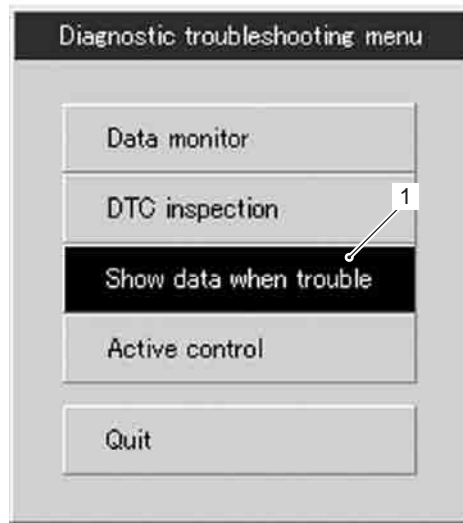 Diagnostic troubleshooting menu
Data monitor
DTC inspection
1
Show data when trouble
Active control
Quit